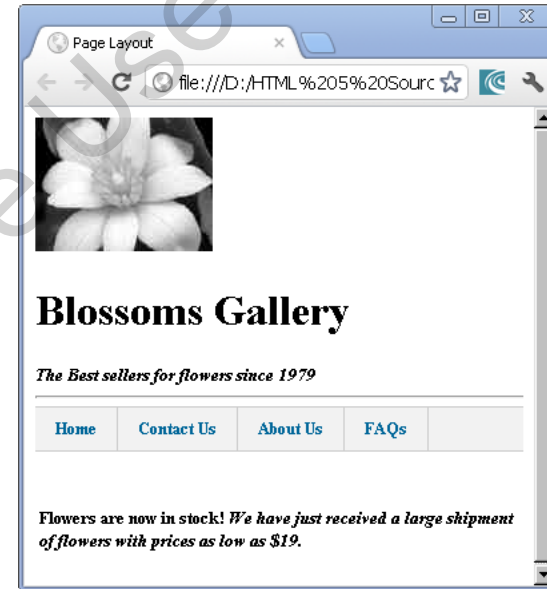 Page Layout
file:///D:/HTML%205%20Sourc
Blossoms Gallery
The Best sellers for flowers since 1979
Home Contact Us About Us FAQs
Flowers are now in stock! We have just received a large shipment
of flowers with prices as low as $19.